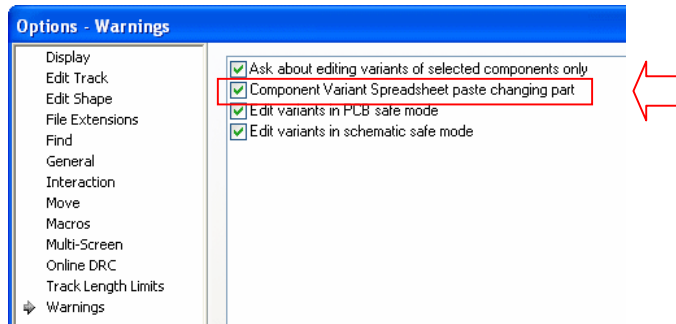 Options - Warnings
Display
Edit Track
Edit Shape
File Extensions
Find
General
Interaction
Move
Macros
Multi-Screen
Online DRC
Track Length Limits
Warnings
Ask about editing variants of selected components only
Component Variant Spreadsheet paste changing part
Edit variants in PCB safe mode
Edit variants in schematic safe mode